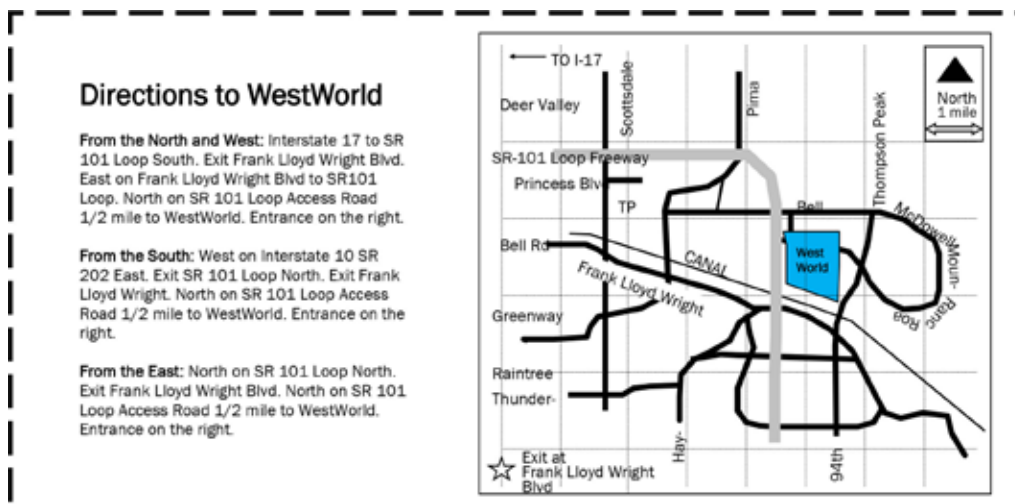 Directions to WestWorld
From the North and West: Interstate 17 to SR
101 Loop South. Exit Frank Lloyd Wright Blvd.
East on Frank Lloyd Wright Blvd to SR101
Loop. North on SR 101 Loop Access Road
1/2 mile to WestWorld. Entrance on the right.
From the South: West on Interstate 10 SR
202 East. Exit SR 101 Loop North. Exit Frank
Lloyd Wright. North on SR 101 Loop Access
Road 1/2 mile to WestWorld. Entrance on the
right.
From the East: North on SR 101 Loop North.
Exit Frank Lloyd Wright Blvd. North on SR 101
Loop Access Road 1/2 mile to WestWorld.
Entrance on the right.
TO I-17
Deer Valley
Scottsdale
Pima
Thompson Peak
North
1 mile
SR-101 Loop Freeway
Princess Blvd
TP
Bell
McDowell
Moun-
Ranc
Roa
Bell Rd
CANAL
West
World
Frank Lloyd Wright
Greenway
Raintree
Thunder-
Hay-
94th
Exit at
Frank Lloyd Wright
Blvd